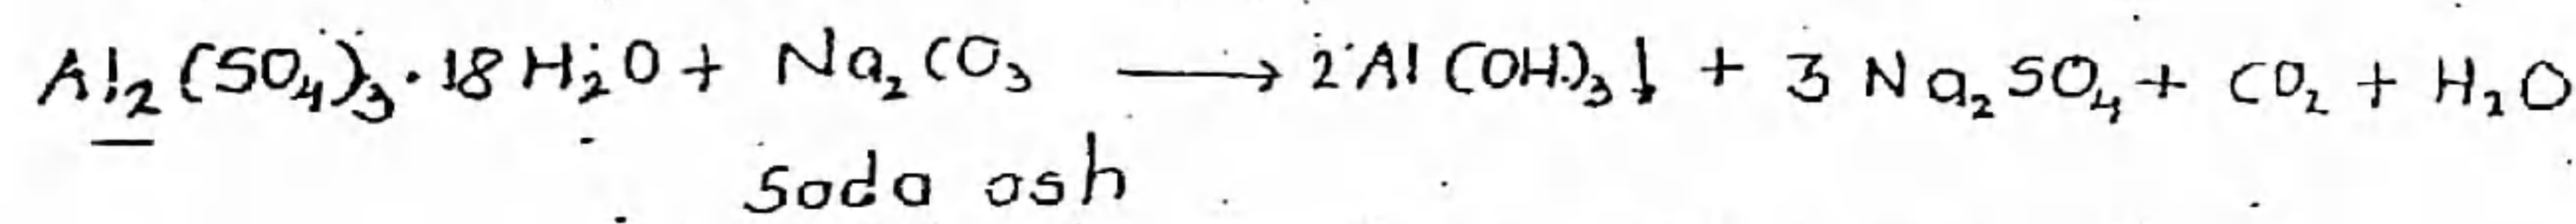 Al₂(SO₄)₃·18H₂O + Na₂CO₃ ⟶ 2Al(OH)₃↓ + 3Na₂SO₄ + CO₂ + H₂O
Soda ash